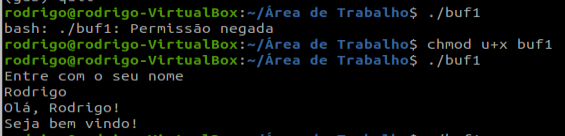 rodrigo@rodrigo-VirtualBox:~/Área de Trabalho$ ./buf1
bash: ./buf1: Permissão negada
rodrigo@rodrigo-VirtualBox:~/Área de Trabalho$ chmod u+x buf1
rodrigo@rodrigo-VirtualBox:~/Área de Trabalho$ ./buf1
Entre com o seu nome
Rodrigo
Olá, Rodrigo!
Seja bem vindo!